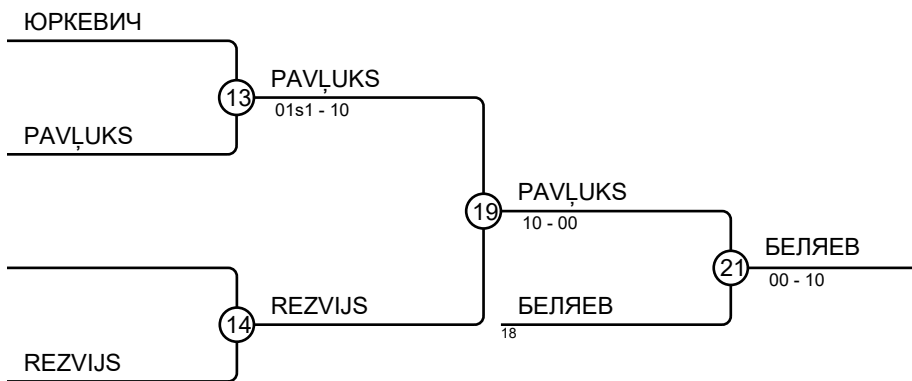 ЮРКЕВИЧ
13
PAVĻUKS
01s1 - 10
PAVĻUKS
19
PAVĻUKS
10 - 00
21
БЕЛЯЕВ
00 - 10
14
REZVIJS
БЕЛЯЕВ
18
REZVIJS